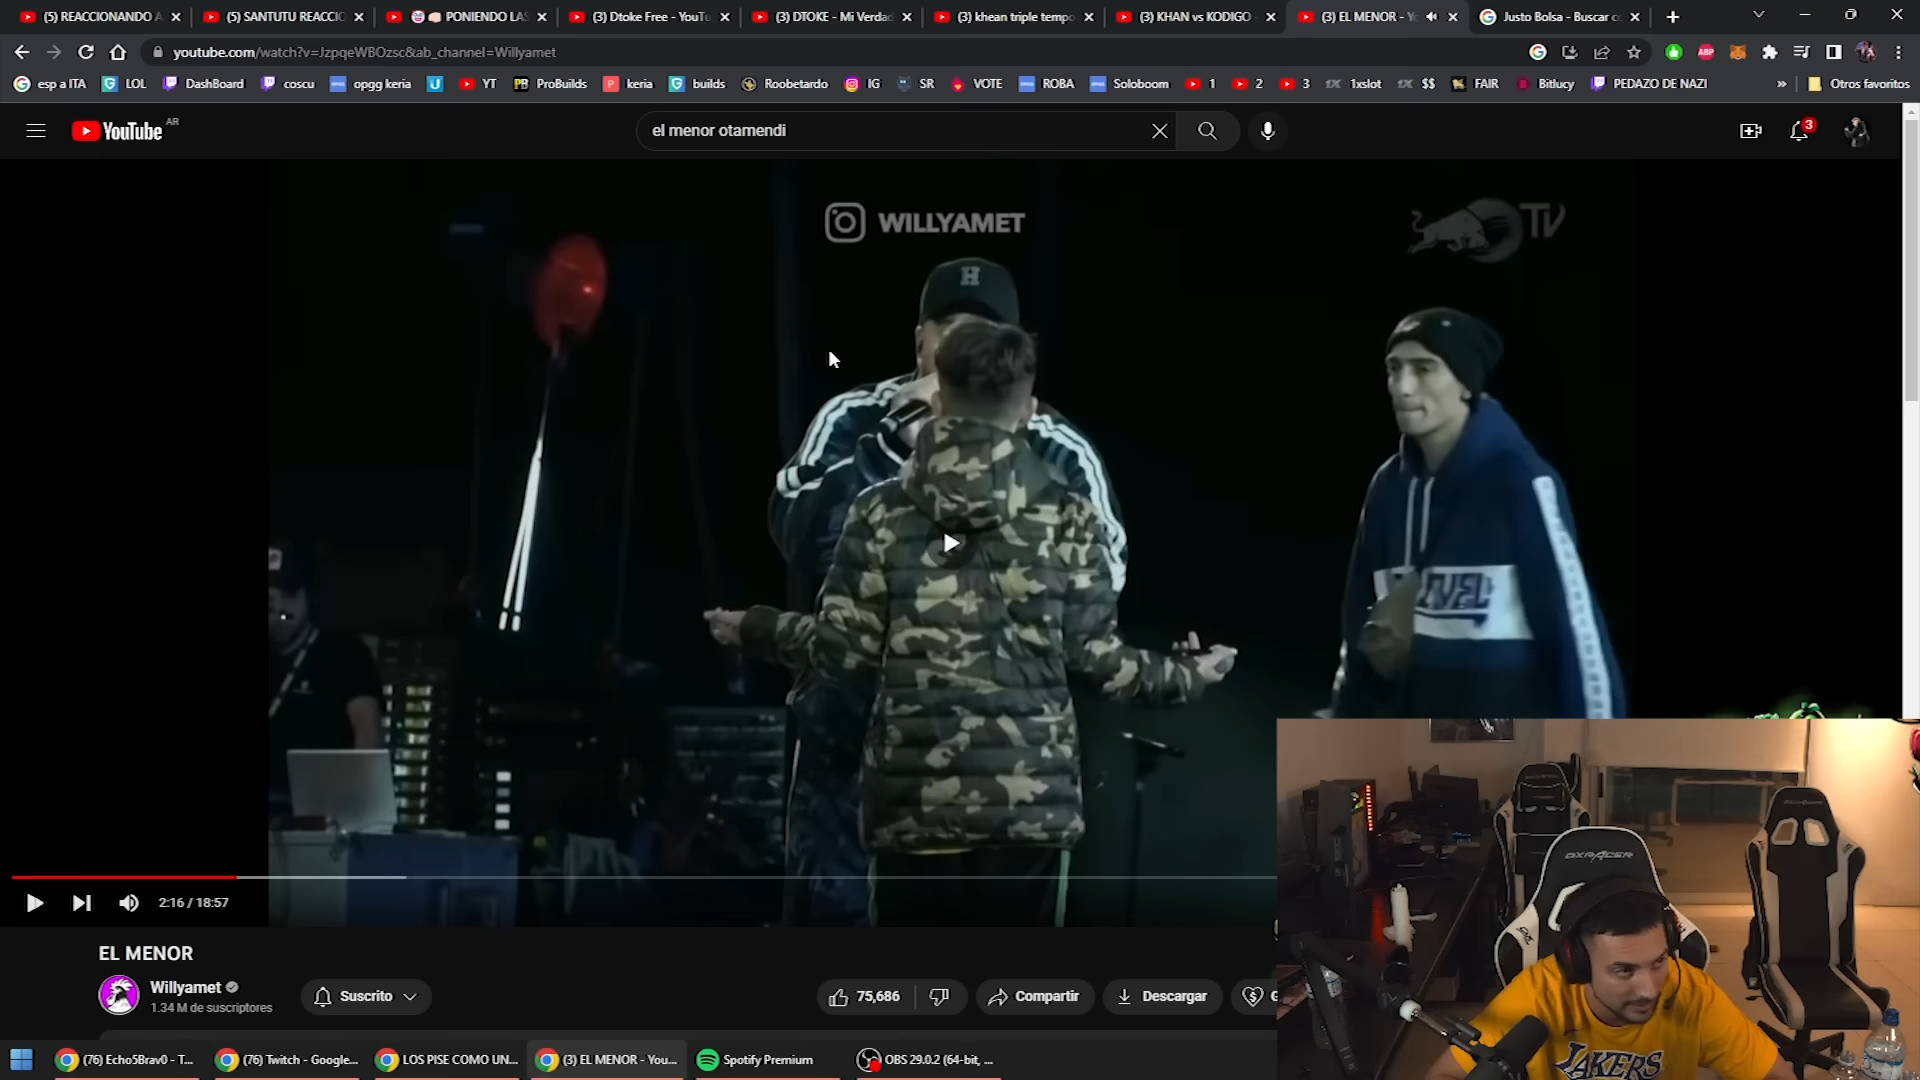 (5) REACCIONANDO A
(5) SANTUTU REACCIO
PONIENDO LAS
(3) Dtoke Free - YouTu
(3) DTOKE - Mi Verdad
(3) khean triple tempo
(3) KHAN vs KODIGO
(3) EL MENOR - Y
Justo Bolsa - Buscar c
youtube.com/watch?v=JzpqeWBOzsc&ab_channel=Willyamet
esp a ITA
LOL
DashBoard
coscu
opgg keria
YT
ProBuilds
keria
builds
Roobetardo
IG
SR
VOTE
ROBA
Soloboom
1
2
3
1xslot
$$
FAIR
Bitlucy
PEDAZO DE NAZI
»
Otros favoritos
YouTube AR
el menor otamendi
3
WILLYAMET
TV
H
2:16 / 18:57
EL MENOR
Willyamet
1.34 M de suscriptores
Suscrito
75,686
Compartir
Descargar
G
DXRACER
LAKERS
(76) Echo5Brav0 - T...
(76) Twitch - Google...
LOS PISE COMO UN...
(3) EL MENOR - You...
Spotify Premium
OBS 29.0.2 (64-bit, ...